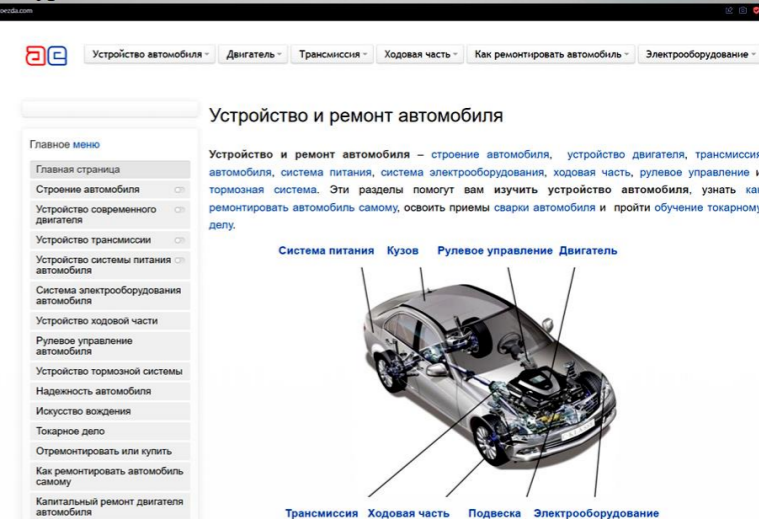 oezda.com
Устройство автомобиля
Двигатель
Трансмиссия
Ходовая часть
Как ремонтировать автомобиль
Электрооборудование
Устройство и ремонт автомобиля
Главное меню
Главная страница
Строение автомобиля
Устройство современного
двигателя
Устройство трансмиссии
Устройство системы питания
автомобиля
Система электрооборудования
автомобиля
Устройство ходовой части
Рулевое управление
автомобиля
Устройство тормозной системы
Надежность автомобиля
Искусство вождения
Токарное дело
Отремонтировать или купить
Как ремонтировать автомобиль
самому
Капитальный ремонт двигателя
автомобиля
Устройство и ремонт автомобиля – строение автомобиля, устройство двигателя, трансмиссия
автомобиля, система питания, система электрооборудования, ходовая часть, рулевое управление и
тормозная система. Эти разделы помогут вам изучить устройство автомобиля, узнать как
ремонтировать автомобиль самому, освоить приемы сварки автомобиля и пройти обучение токарному
делу.
Система питания Кузов Рулевое управление Двигатель
Трансмиссия Ходовая часть Подвеска Электрооборудование